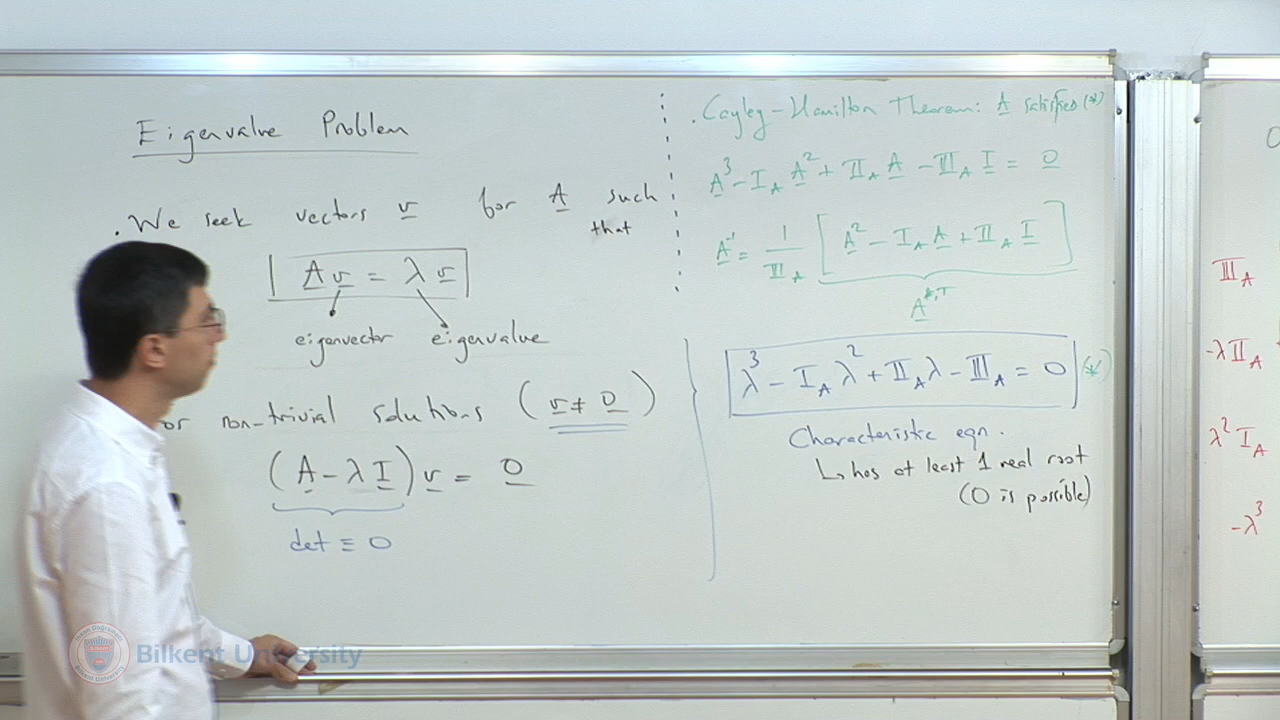 Eigenvalue Problem
. We seek vectors v for A such
that
A v = λ v
eigenvector eigenvalue
or non-trivial solutions (v ≠ 0)
(A - λ I) v = 0
det ≡ 0
. Cayley-Hamilton Theorem: A satisfies (*)
A³ - I_A A² + II_A A - III_A I = 0
A⁻¹ = 1/III_A [A² - I_A A + II_A I]
A*,T
λ³ - I_A λ² + II_A λ - III_A = 0 (*)
Characteristic eqn.
↳ has at least 1 real root
(0 is possible)
III_A
-λ II_A
λ² I_A
-λ³
Bilkent University